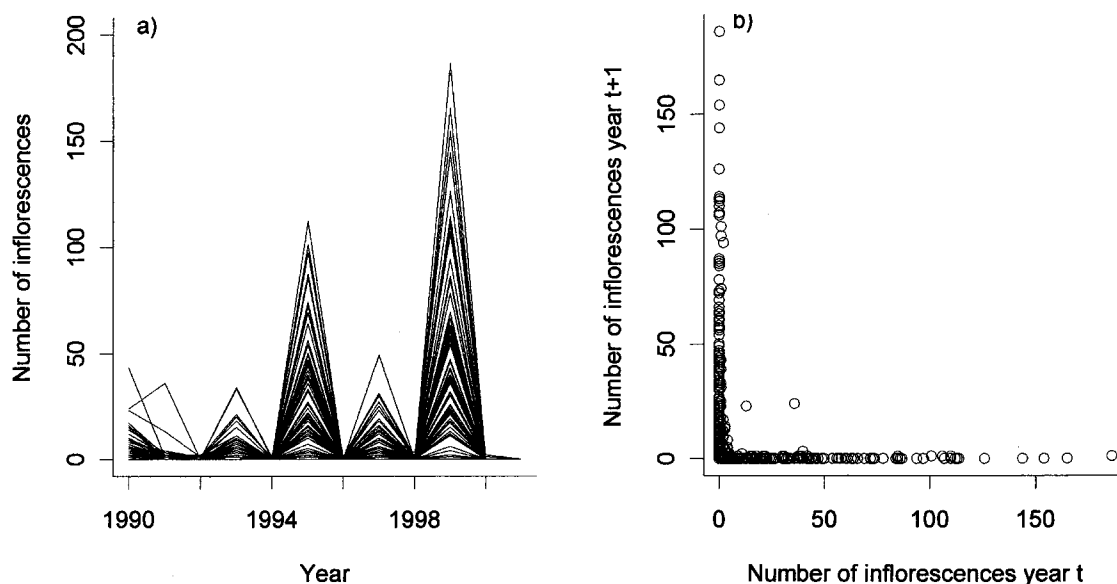 a)
Number of inflorescences
200
150
100
50
0
1990
1994
1998
Year
b)
Number of inflorescences year t+1
150
100
50
0
0
50
100
150
Number of inflorescences year t